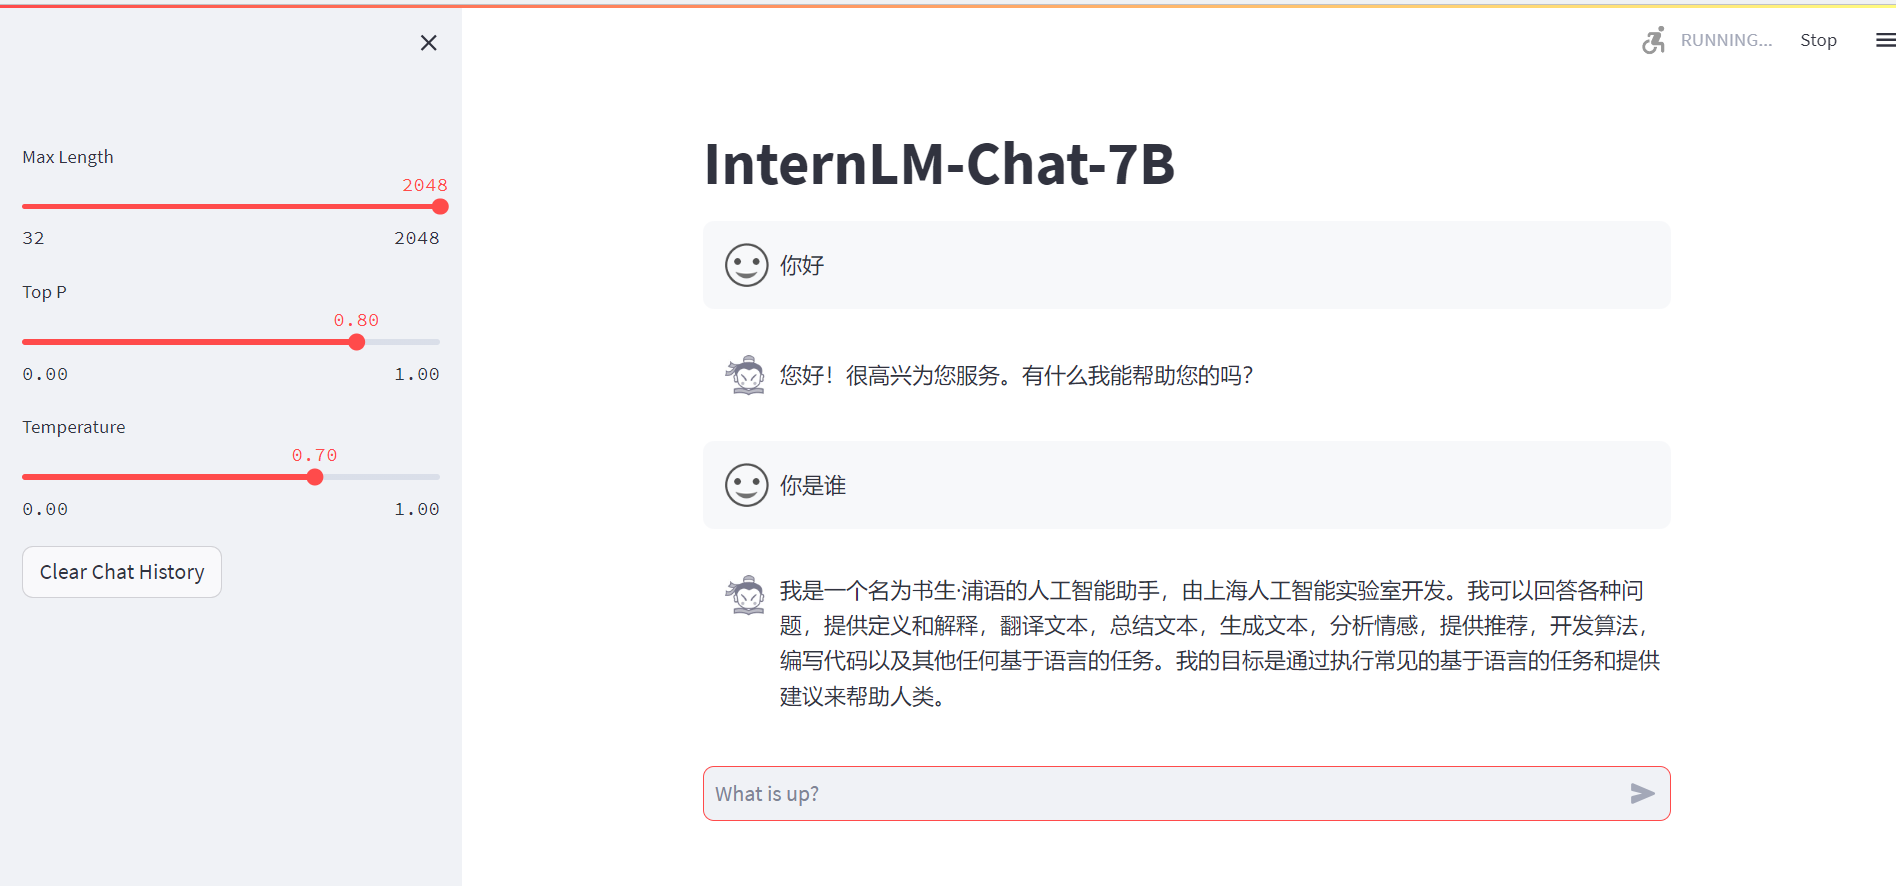 RUNNING...
Stop
Max Length
2048
32
2048
Top P
0.80
0.00
1.00
Temperature
0.70
0.00
1.00
Clear Chat History
InternLM-Chat-7B
你好
您好！很高兴为您服务。有什么我能帮助您的吗？
你是谁
我是一个名为书生·浦语的人工智能助手，由上海人工智能实验室开发。我可以回答各种问
题，提供定义和解释，翻译文本，总结文本，生成文本，分析情感，提供推荐，开发算法，
编写代码以及其他任何基于语言的任务。我的目标是通过执行常见的基于语言的任务和提供
建议来帮助人类。
What is up?